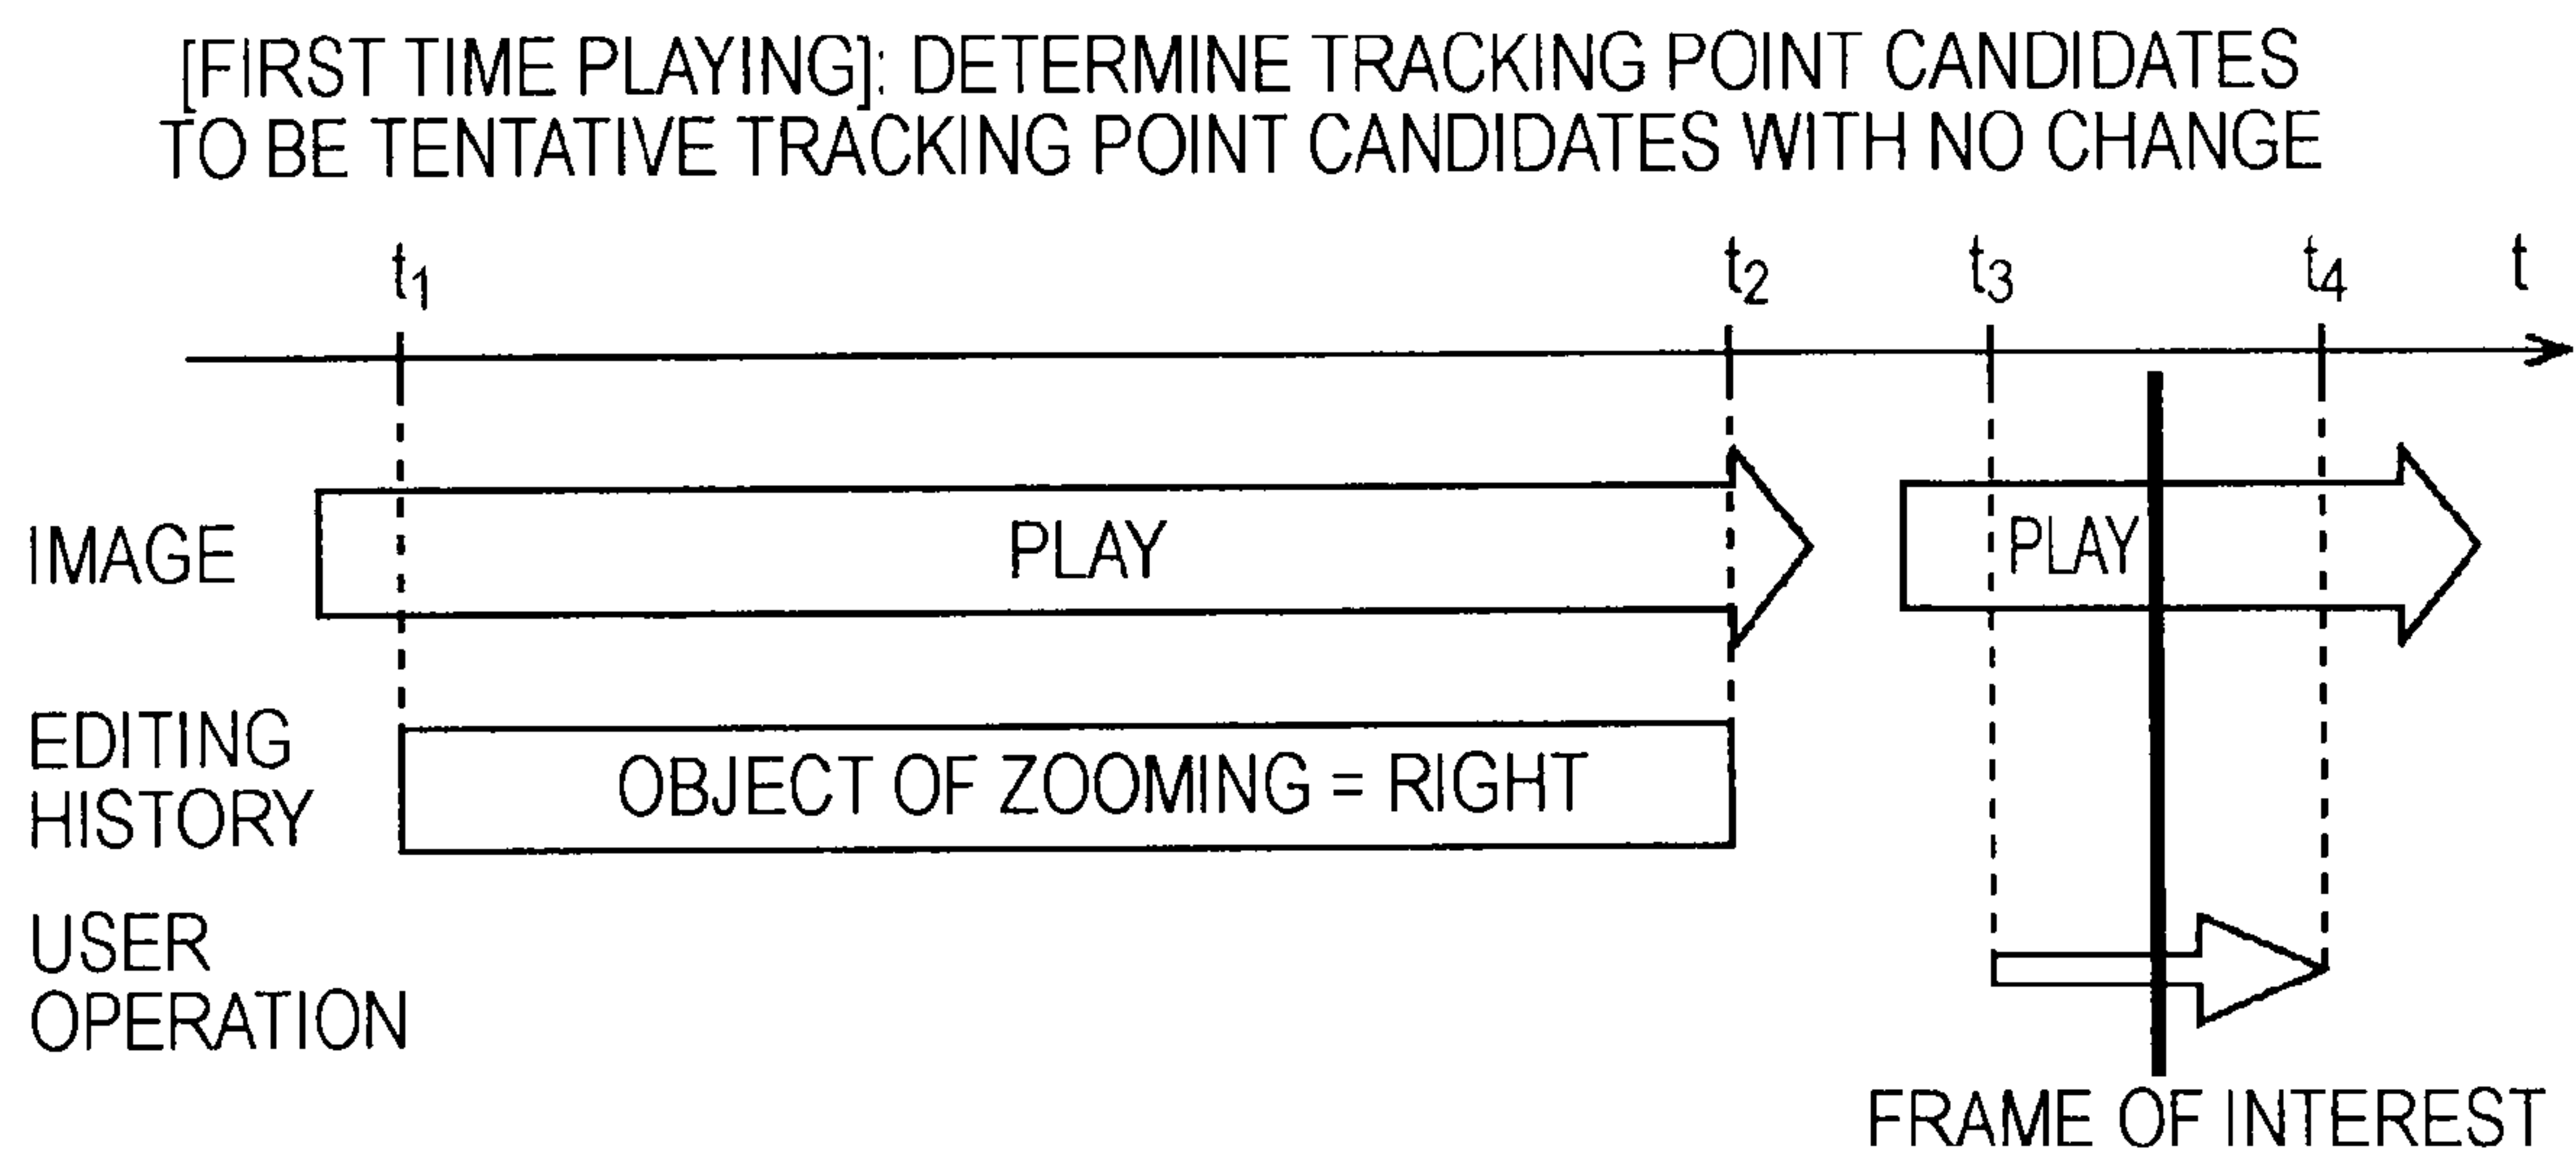 [FIRST TIME PLAYING]: DETERMINE TRACKING POINT CANDIDATES
TO BE TENTATIVE TRACKING POINT CANDIDATES WITH NO CHANGE
t1 t2 t3 t4 t
IMAGE PLAY PLAY
EDITING
HISTORY
OBJECT OF ZOOMING = RIGHT
USER
OPERATION
FRAME OF INTEREST